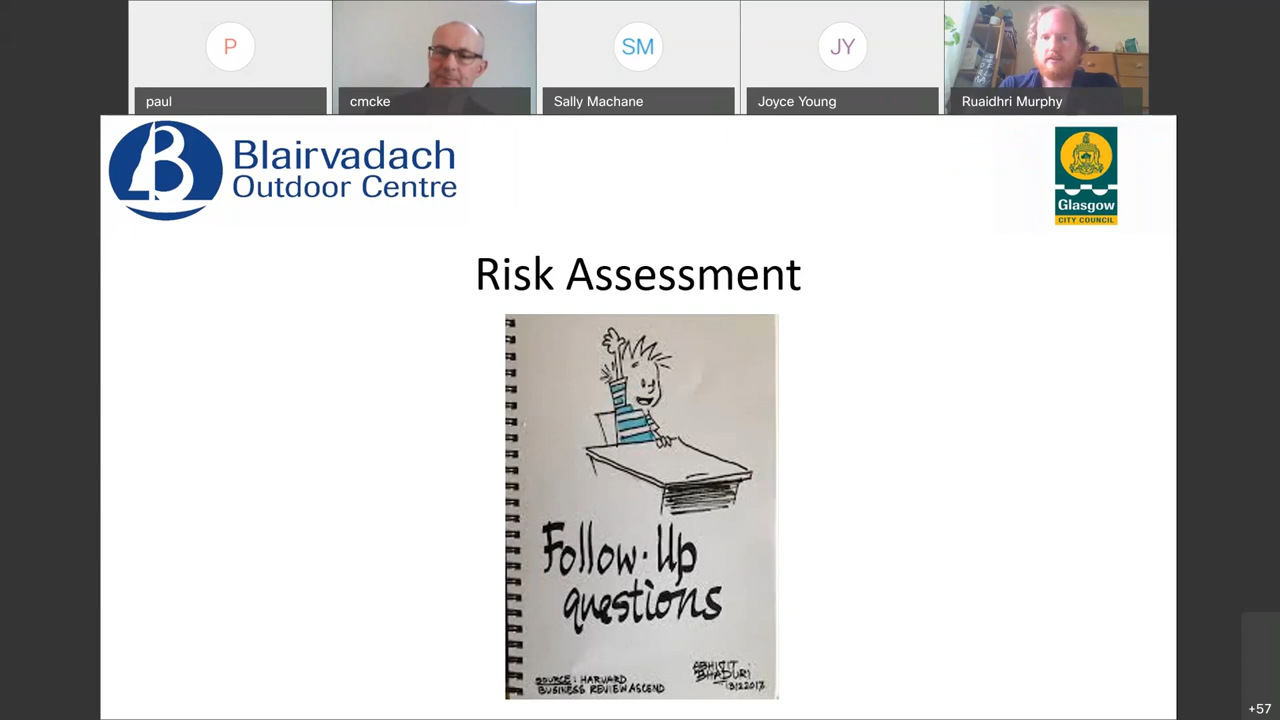 P
SM
JY
paul
cmcke
Sally Machane
Joyce Young
Ruaidhri Murphy
B
Blairvadach
Outdoor Centre
Glasgow
CITY COUNCIL
Risk Assessment
Follow-Up
questions
SOURCE: HARVARD
BUSINESS REVIEW ASCEND
ABHIJIT
BHADURI
+57